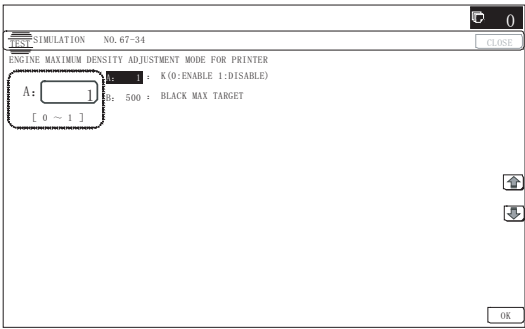 0
TEST SIMULATION NO.67-34 CLOSE
ENGINE MAXIMUM DENSITY ADJUSTMENT MODE FOR PRINTER
A: 1 : K(0:ENABLE 1:DISABLE)
A: 1
B: 500 : BLACK MAX TARGET
[ 0 ~ 1 ]
OK